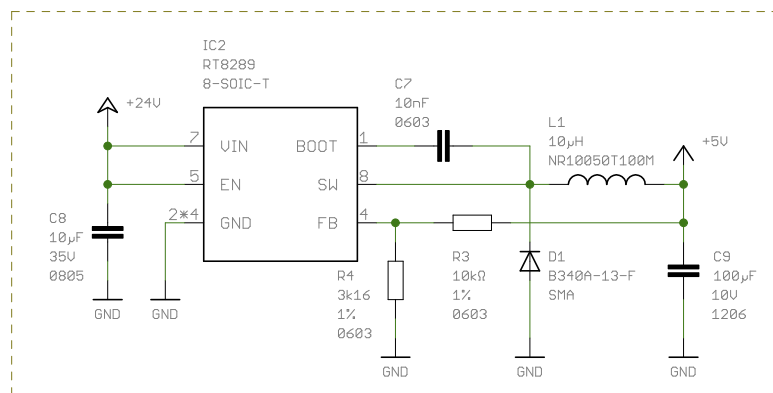 IC2
RT8289
8-SOIC-T
C7
10nF
0603
+24V
L1
10µH
NR10050T100M
+5V
7
VIN
BOOT
1
5
EN
SW
8
2*4
GND
FB
4
C8
10µF
35V
0805
R4
3k16
1%
0603
R3
10kΩ
1%
0603
D1
B340A-13-F
SMA
C9
100µF
10V
1206
GND
GND
GND
GND
GND